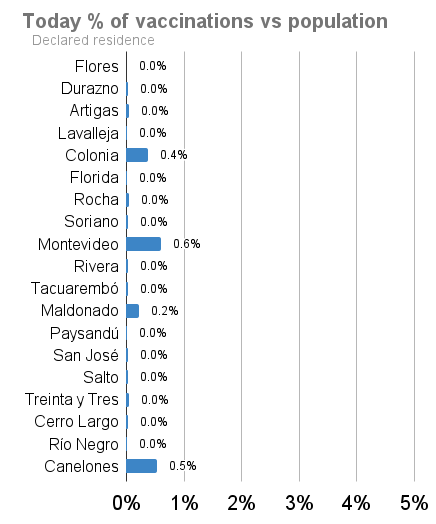 Today % of vaccinations vs population
Declared residence
Flores 0.0%
Durazno 0.0%
Artigas 0.0%
Lavalleja 0.0%
Colonia 0.4%
Florida 0.0%
Rocha 0.0%
Soriano 0.0%
Montevideo 0.6%
Rivera 0.0%
Tacuarembó 0.0%
Maldonado 0.2%
Paysandú 0.0%
San José 0.0%
Salto 0.0%
Treinta y Tres 0.0%
Cerro Largo 0.0%
Río Negro 0.0%
Canelones 0.5%
0% 1% 2% 3% 4% 5%